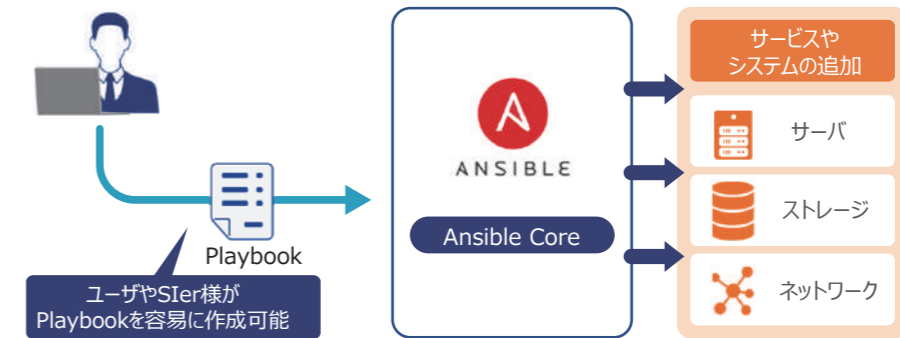 Playbook
ユーザやSIer様が
Playbookを容易に作成可能
A
ANSIBLE
Ansible Core
サービスや
システムの追加
サーバ
ストレージ
ネットワーク